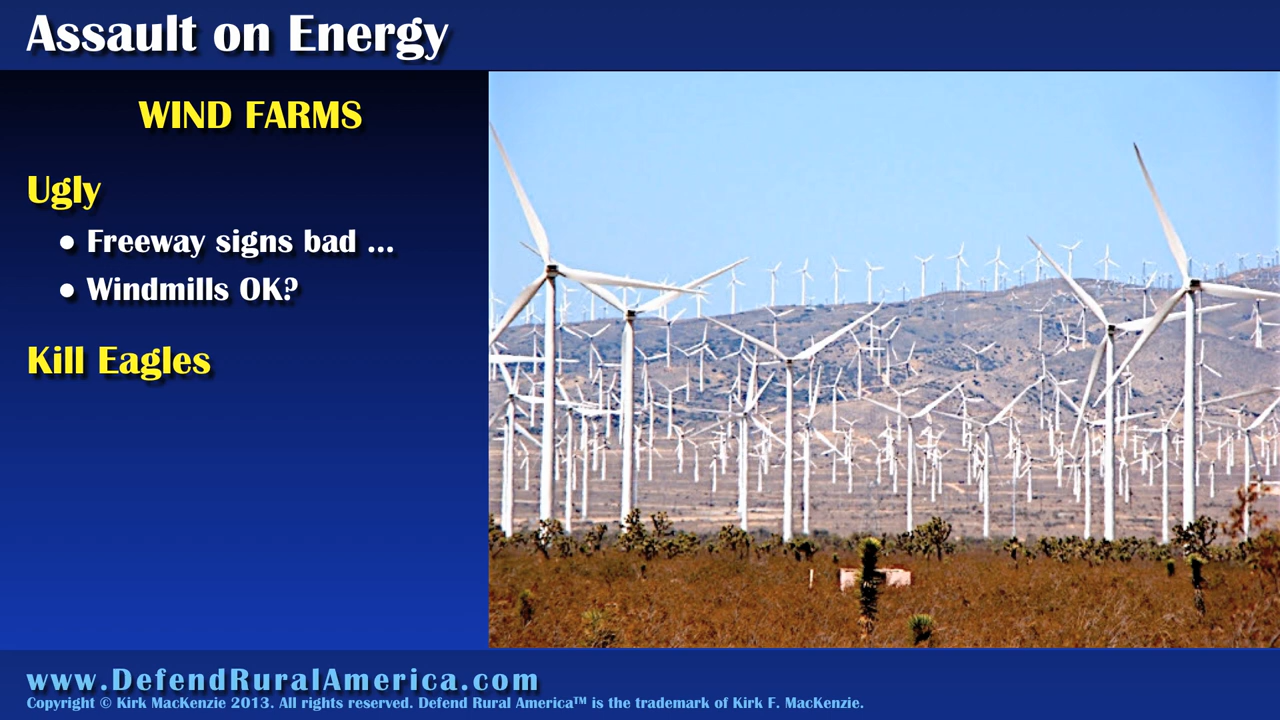 Assault on Energy
WIND FARMS
Ugly
● Freeway signs bad ...
● Windmills OK?
Kill Eagles
www.DefendRuralAmerica.com
Copyright © Kirk MacKenzie 2013. All rights reserved. Defend Rural America™ is the trademark of Kirk F. MacKenzie.